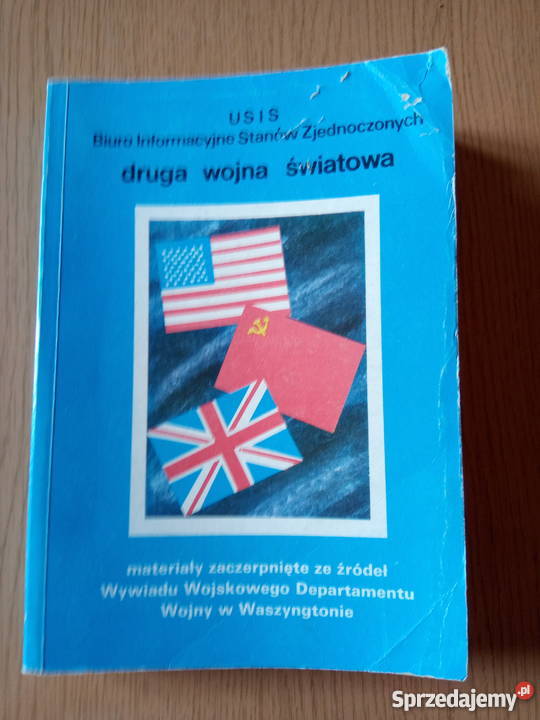 USIS
Biuro Informacyjne Stanów Zjednoczonych
druga wojna światowa
materiały zaczerpnięte ze źródeł
Wywiadu Wojskowego Departamentu
Wojny w Waszyngtonie
Sprzedajemy.pl